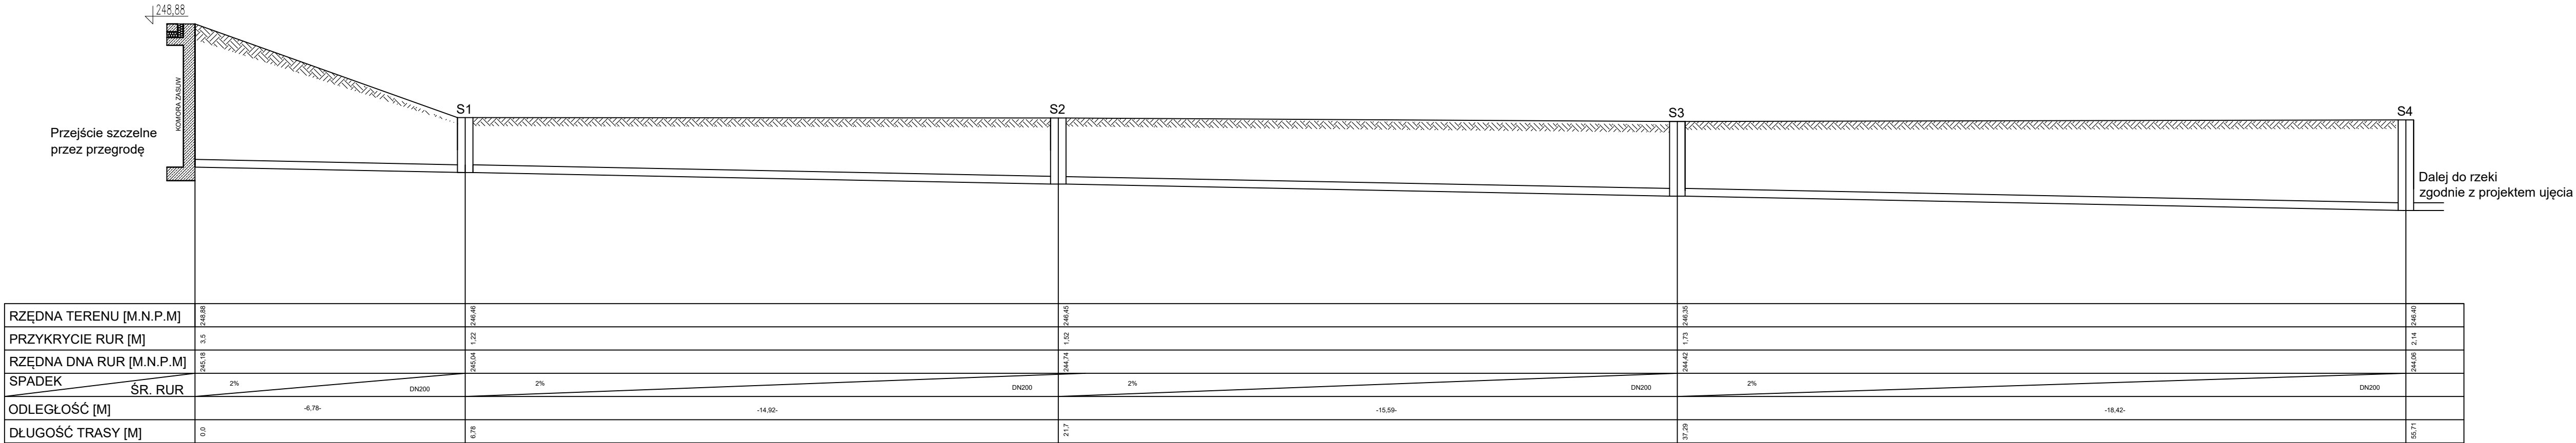 248,88
KOMORA ZASUW
Przejście szczelne
przez przegrodę
S1
S2
S3
S4
Dalej do rzeki
zgodnie z projektem ujęcia
RZĘDNA TERENU [M.N.P.M] 248,88 246,46 246,45 246,35 246,40
PRZYKRYCIE RUR [M] 3,5 1,22 1,52 1,73 2,14
RZĘDNA DNA RUR [M.N.P.M] 245,18 245,04 244,74 244,42 244,06
SPADEK 2% 2% 2% 2%
ŚR. RUR DN200 DN200 DN200 DN200
ODLEGŁOŚĆ [M] -6,78- -14,92- -15,59- -18,42-
DŁUGOŚĆ TRASY [M] 0,0 6,78 21,7 37,29 55,71